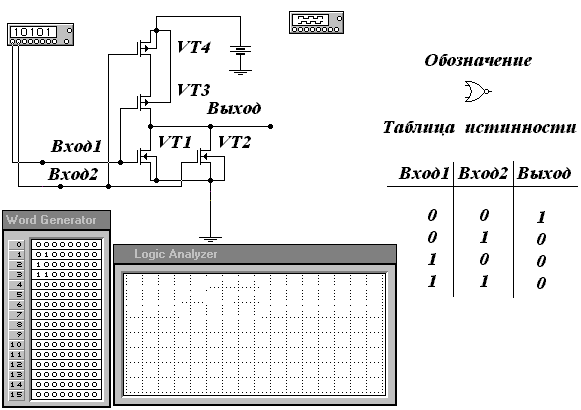 10101
VT4
VT3
Выход
Вход1
VT1
VT2
Вход2
Обозначение
Таблица истинности
Вход1 Вход2 Выход
0 0 1
0 1 0
1 0 0
1 1 0
Word Generator
0 00000000
1 01000000
2 10000000
3 11000000
4 00000000
5 00000000
6 00000000
7 00000000
8 00000000
9 00000000
10 00000000
11 00000000
12 00000000
13 00000000
14 00000000
15 00000000
Logic Analyzer